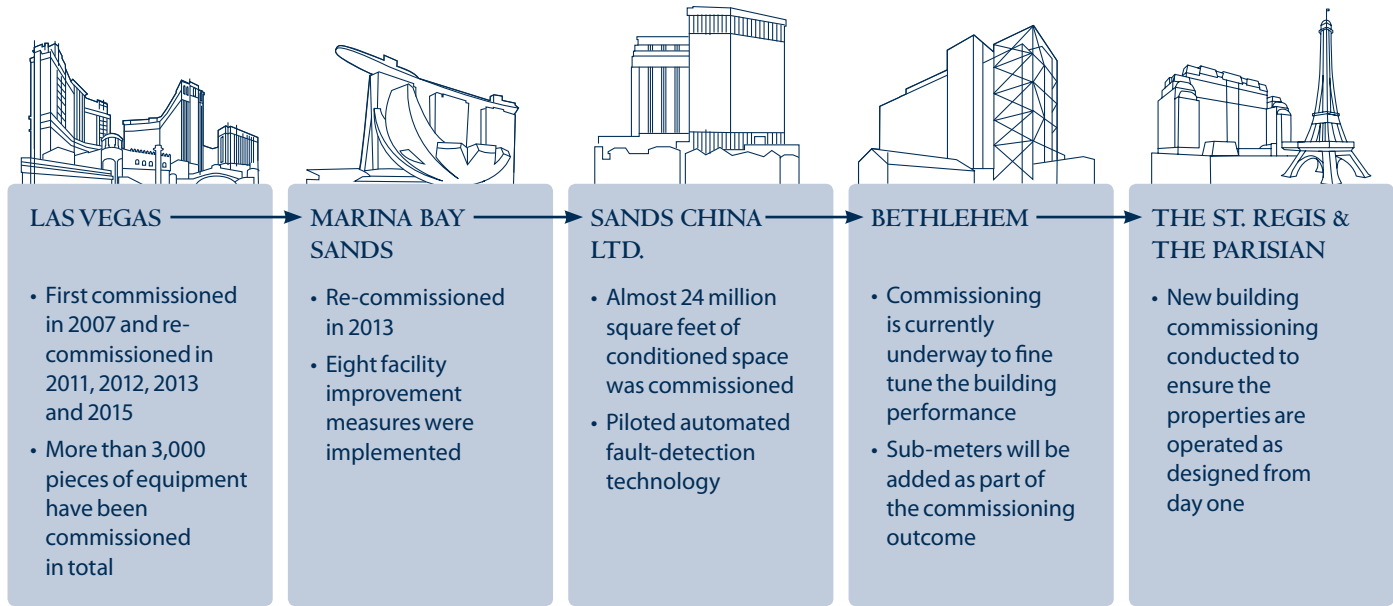 LAS VEGAS
• First commissioned
in 2007 and re-
commissioned in
2011, 2012, 2013
and 2015
• More than 3,000
pieces of equipment
have been
commissioned
in total
MARINA BAY
SANDS
• Re-commissioned
in 2013
• Eight facility
improvement
measures were
implemented
SANDS CHINA
LTD.
• Almost 24 million
square feet of
conditioned space
was commissioned
• Piloted automated
fault-detection
technology
BETHLEHEM
• Commissioning
is currently
underway to fine
tune the building
performance
• Sub-meters will be
added as part of
the commissioning
outcome
THE ST. REGIS &
THE PARISIAN
• New building
commissioning
conducted to
ensure the
properties are
operated as
designed from
day one